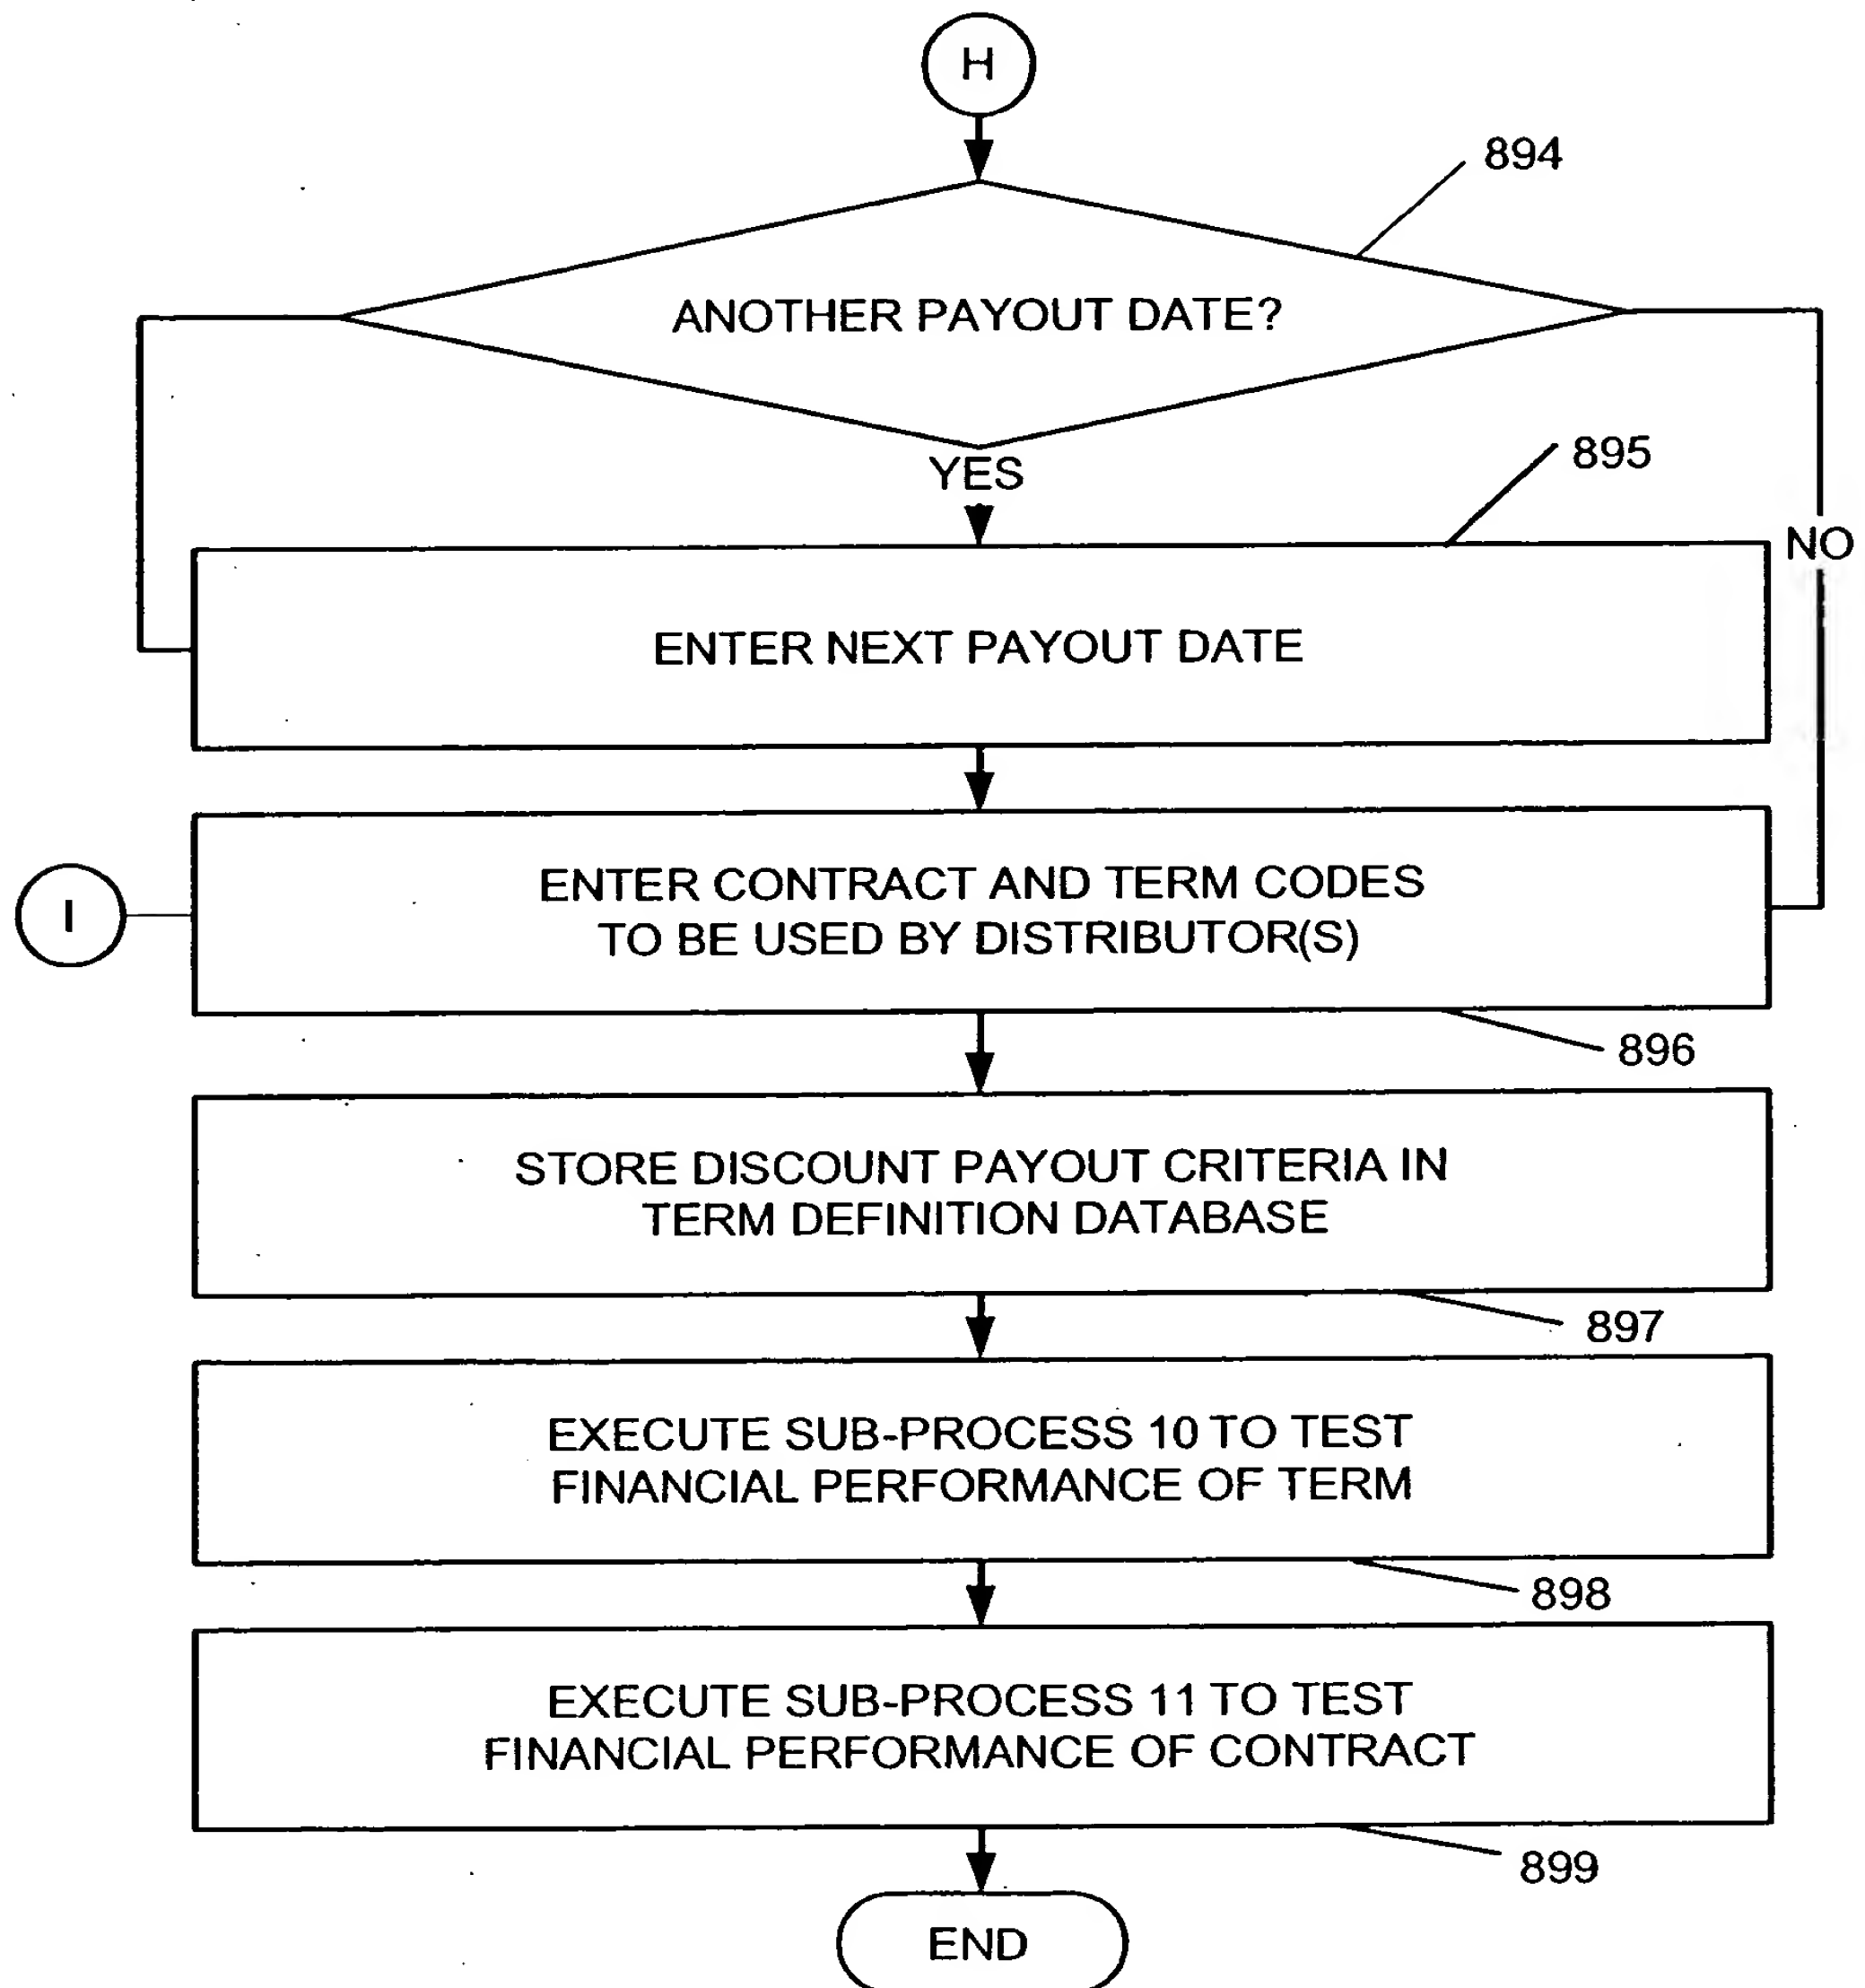 H
894
ANOTHER PAYOUT DATE?
YES
895
NO
ENTER NEXT PAYOUT DATE
I
ENTER CONTRACT AND TERM CODES
TO BE USED BY DISTRIBUTOR(S)
896
STORE DISCOUNT PAYOUT CRITERIA IN
TERM DEFINITION DATABASE
897
EXECUTE SUB-PROCESS 10 TO TEST
FINANCIAL PERFORMANCE OF TERM
898
EXECUTE SUB-PROCESS 11 TO TEST
FINANCIAL PERFORMANCE OF CONTRACT
899
END